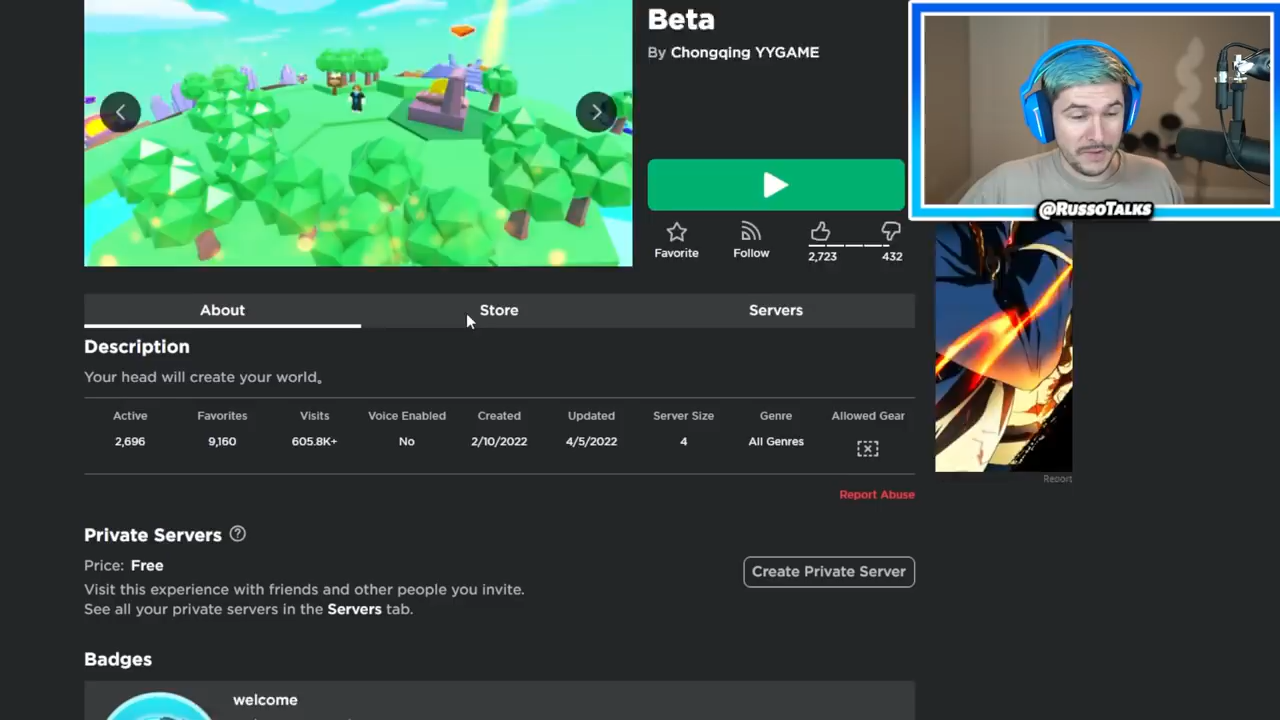 Beta
By Chongqing YYGAME
@RussoTalks
Favorite
Follow
2,723
432
About
Store
Servers
Report
Description
Your head will create your world。
Active
Favorites
Visits
Voice Enabled
Created
Updated
Server Size
Genre
Allowed Gear
2,696
9,160
605.8K+
No
2/10/2022
4/5/2022
4
All Genres
Report Abuse
Private Servers
Price: Free
Visit this experience with friends and other people you invite.
See all your private servers in the Servers tab.
Create Private Server
Badges
welcome